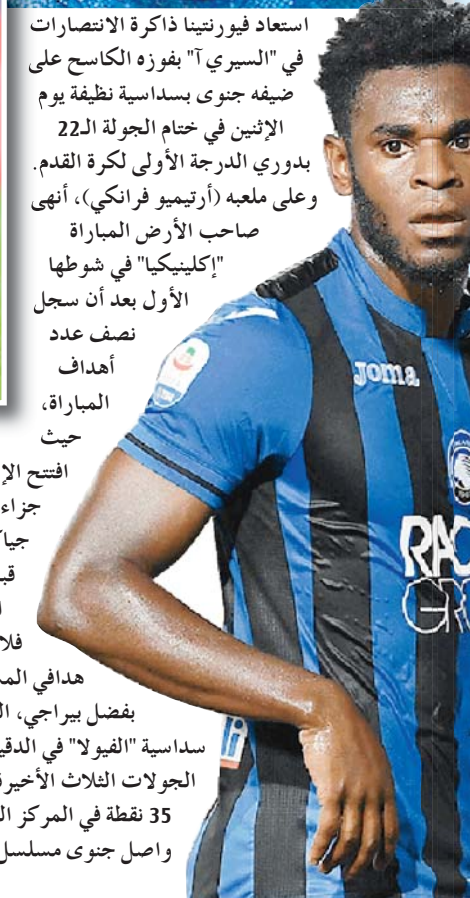 استعاد فيورنتينا ذاكرة الانتصارات
في "السيري آ" بفوزه الكاسح على
ضيفه جنوى بسداسية نظيفة يوم
الإثنين في ختام الجولة الـ22
بدوري الدرجة الأولى لكرة القدم.
وعلى ملعبه (أرتيميو فرانكي)، أنهى
صاحب الأرض المباراة
"إكلينيكيا" في شوطها
الأول بعد أن سجل
نصف عدد
أهداف
المباراة،
حيث
افتتح
جزاء
هدافي
بفضل بيراجي،
سداسية "الفيولا" في
الجولات الثلاث الأخيرة
35 نقطة في المركز
واصل جنوى مسلسل
Joma